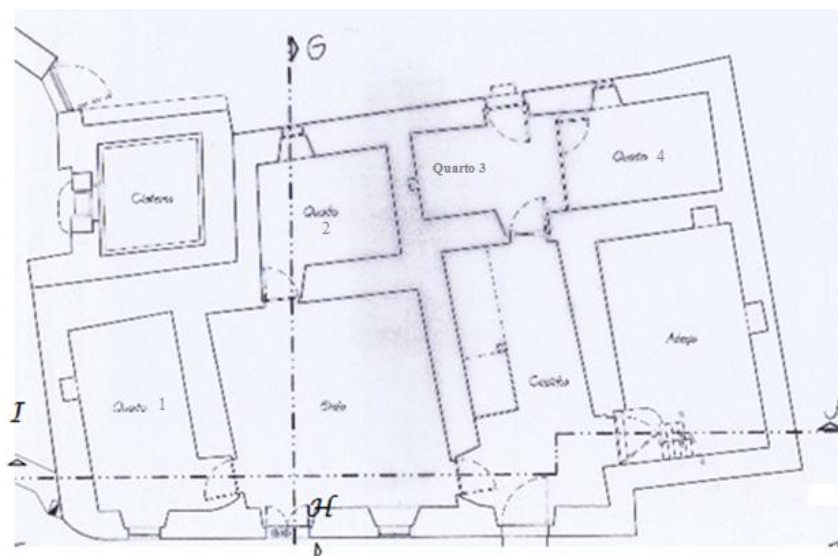 G
Cisterna
Quarto
2
Quarto 3
Quarto 4
Quarto 1
Sala
Cozinha
Adega
I
J
H